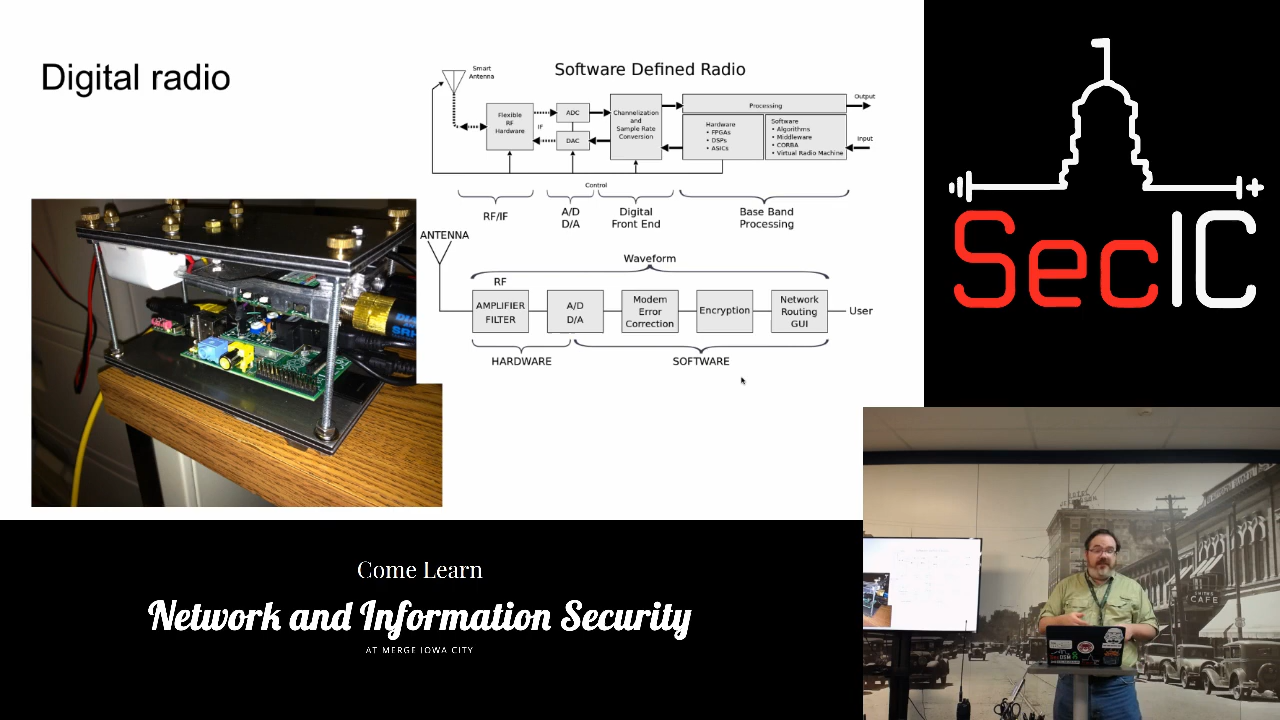 Digital radio
Software Defined Radio
Smart
Antenna
Flexible
RF
Hardware
IF
ADC
DAC
Channelization
and
Sample Rate
Conversion
Processing
Hardware
• FPGAs
• DSPs
• ASICs
Software
• Algorithms
• Middleware
• CORBA
• Virtual Radio Machine
Output
Input
Control
RF/IF
A/D
D/A
Digital
Front End
Base Band
Processing
ANTENNA
Waveform
RF
AMPLIFIER
FILTER
A/D
D/A
Modem
Error
Correction
Encryption
Network
Routing
GUI
User
HARDWARE
SOFTWARE
SecIC
Come Learn
Network and Information Security
AT MERGE IOWA CITY
CAFE